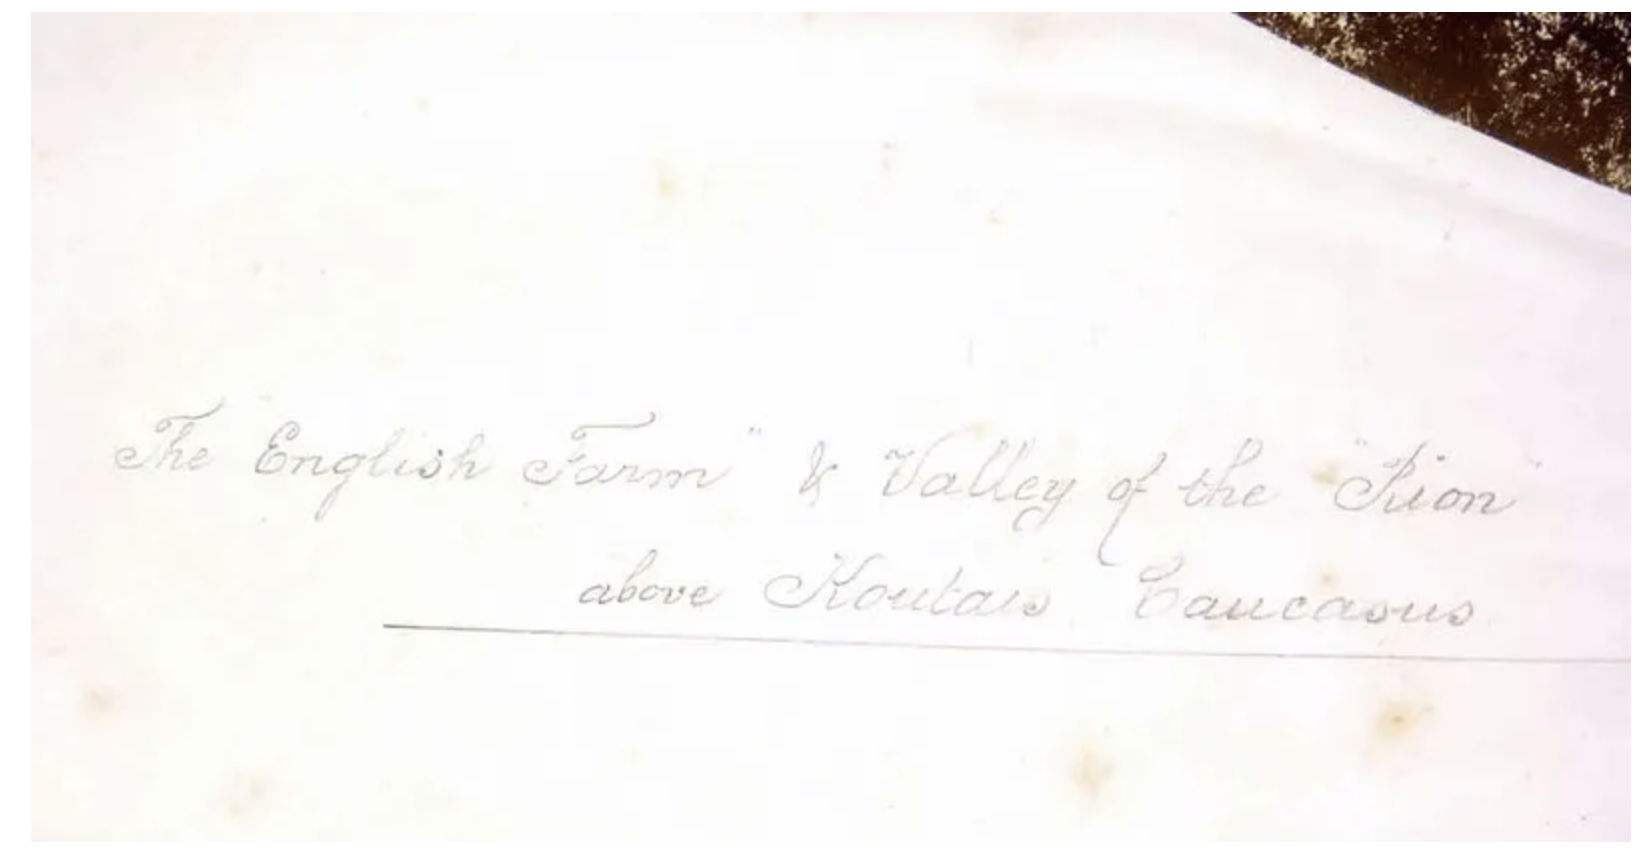 The "English Farm" & Valley of the "Rion"
above Koutais, Caucasus